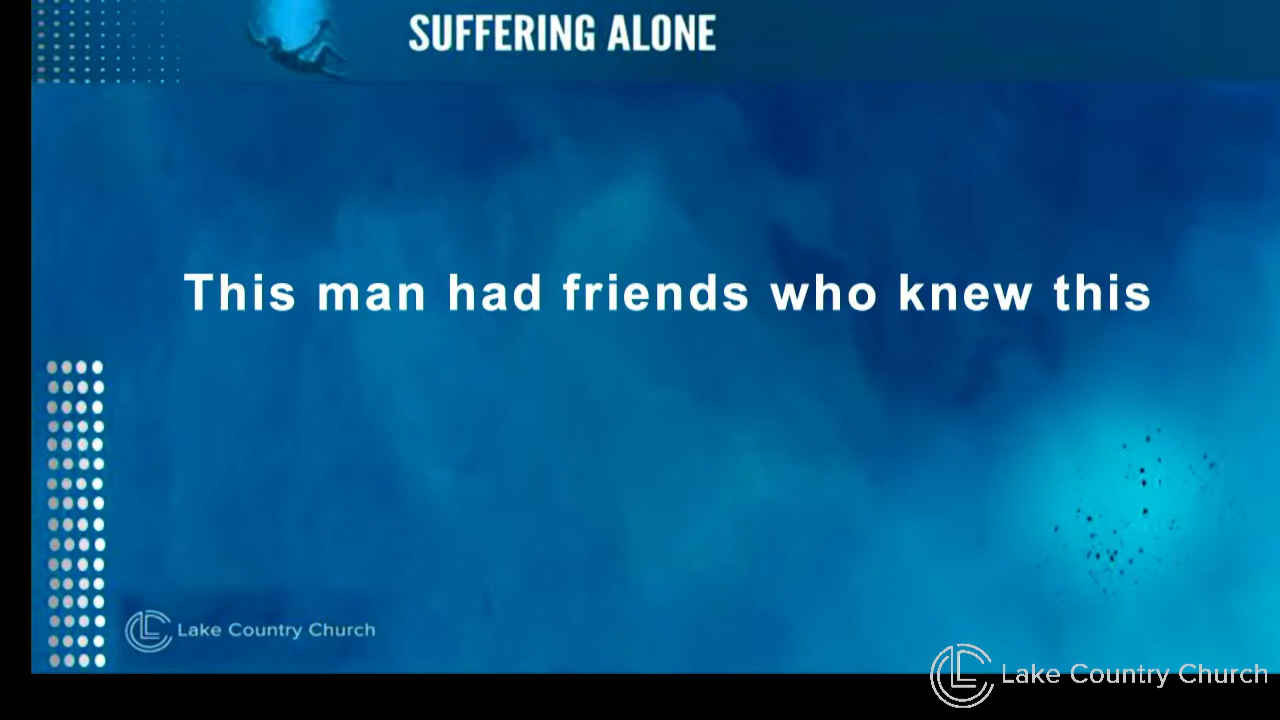 SUFFERING ALONE
This man had friends who knew this
Lake Country Church
Lake Country Church